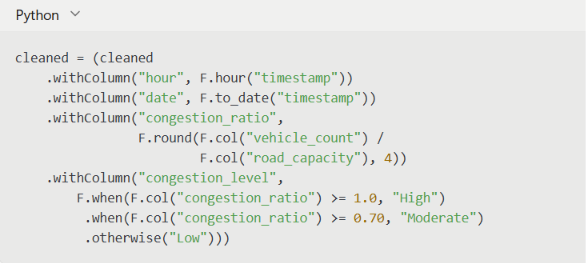 Python
cleaned = (cleaned
    .withColumn("hour", F.hour("timestamp"))
    .withColumn("date", F.to_date("timestamp"))
    .withColumn("congestion_ratio",
                F.round(F.col("vehicle_count") /
                        F.col("road_capacity"), 4))
    .withColumn("congestion_level",
        F.when(F.col("congestion_ratio") >= 1.0, "High")
         .when(F.col("congestion_ratio") >= 0.70, "Moderate")
         .otherwise("Low")))